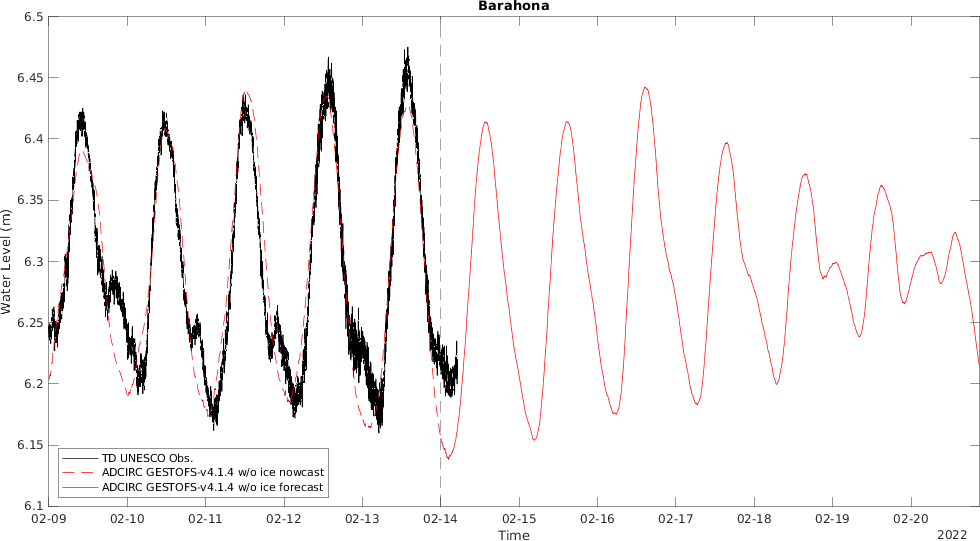 Barahona
6.5
6.45
6.4
6.35
6.3
6.25
6.2
6.15
6.1
Water Level (m)
TD UNESCO Obs.
ADCIRC GESTOFS-v4.1.4 w/o ice nowcast
ADCIRC GESTOFS-v4.1.4 w/o ice forecast
02-09 02-10 02-11 02-12 02-13 02-14 02-15 02-16 02-17 02-18 02-19 02-20
Time
2022